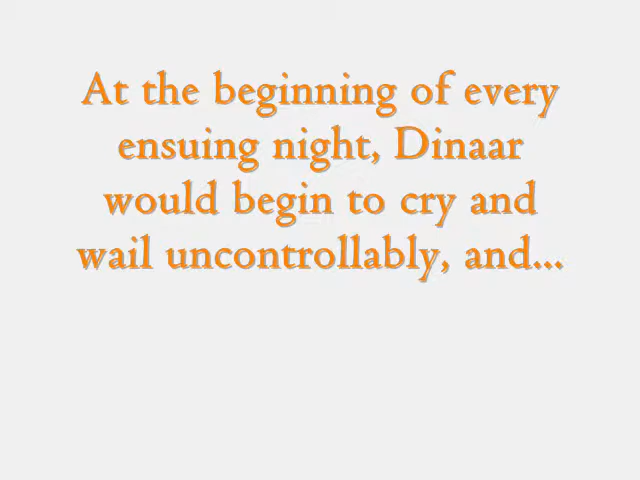 At the beginning of every
ensuing night, Dinaar
would begin to cry and
wail uncontrollably, and...